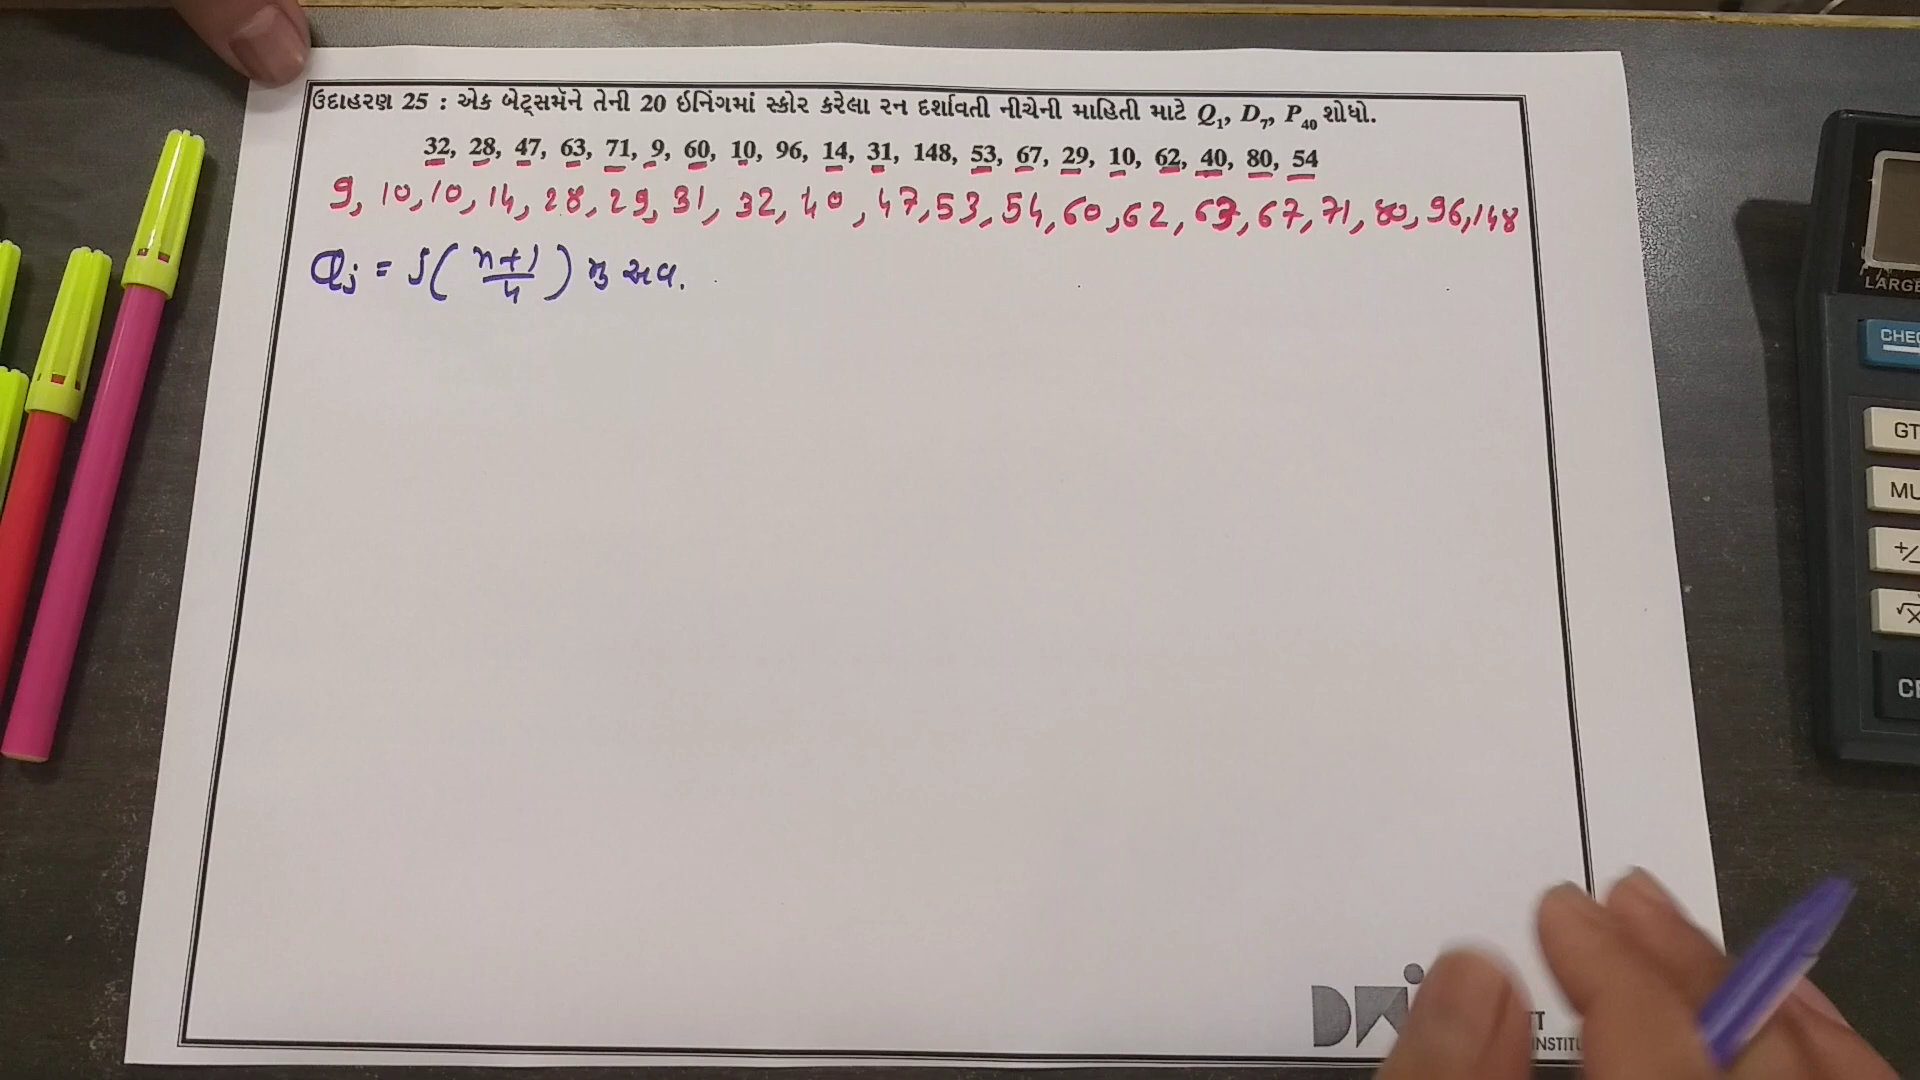 ઉદાહરણ 25 : એક બેટ્સમૅને તેની 20 ઇનિંગમાં સ્કોર કરેલા રન દર્શાવતી નીચેની માહિતી માટે Q₁, D₇, P₄₀ શોધો.
32, 28, 47, 63, 71, 9, 60, 10, 96, 14, 31, 148, 53, 67, 29, 10, 62, 40, 80, 54
9, 10, 10, 14, 28, 29, 31, 32, 40, 47, 53, 54, 60, 62, 63, 67, 71, 80, 96, 148
Qj = j(n+1/4) મુ અવ.
LARGE
CHEC
GT
MU
+/
√x
CE
INSTITU